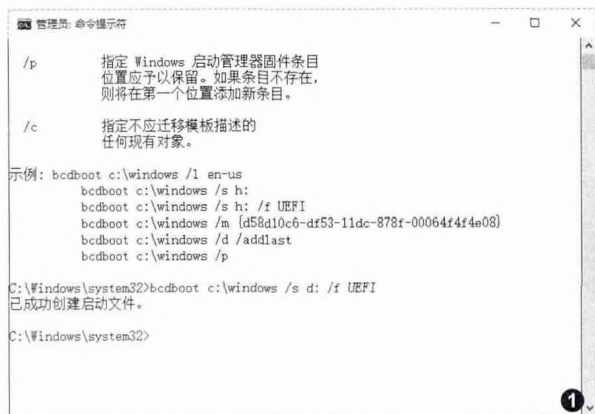 管理员: 命令提示符
/p 指定 Windows 启动管理器固件条目
位置应予以保留。如果条目不存在，
则将在第一个位置添加新条目。
/c 指定不应迁移模板描述的
任何现有对象。
示例: bcdboot c:\windows /l en-us
bcdboot c:\windows /s h:
bcdboot c:\windows /s h: /f UEFI
bcdboot c:\windows /m {d58d10c6-df53-11dc-878f-00064f4f4e08}
bcdboot c:\windows /d /addlast
bcdboot c:\windows /p
C:\Windows\system32>bcdboot c:\windows /s d: /f UEFI
已成功创建启动文件。
C:\Windows\system32>
1